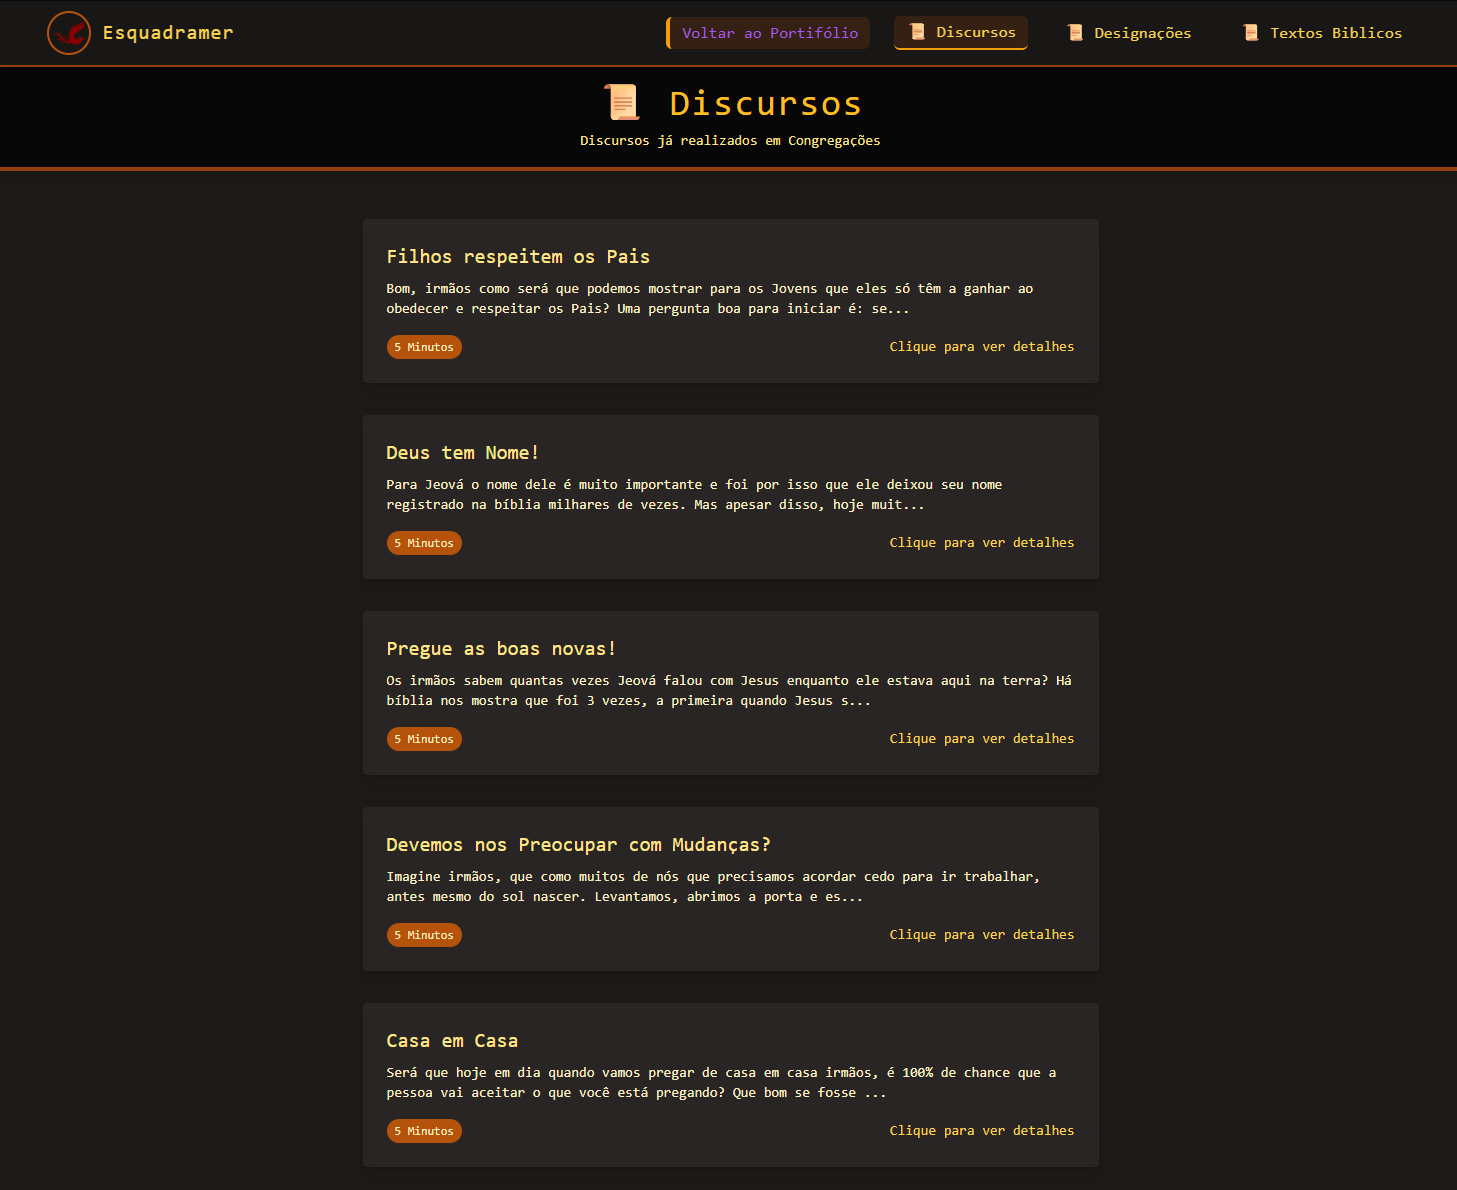 Esquadramer
Voltar ao Portifólio
Discursos
Designações
Textos Biblicos
Discursos
Discursos já realizados em Congregações
Filhos respeitem os Pais
Bom, irmãos como será que podemos mostrar para os Jovens que eles só têm a ganhar ao
obedecer e respeitar os Pais? Uma pergunta boa para iniciar é: se...
5 Minutos
Clique para ver detalhes
Deus tem Nome!
Para Jeová o nome dele é muito importante e foi por isso que ele deixou seu nome
registrado na bíblia milhares de vezes. Mas apesar disso, hoje muit...
5 Minutos
Clique para ver detalhes
Pregue as boas novas!
Os irmãos sabem quantas vezes Jeová falou com Jesus enquanto ele estava aqui na terra? Há
bíblia nos mostra que foi 3 vezes, a primeira quando Jesus s...
5 Minutos
Clique para ver detalhes
Devemos nos Preocupar com Mudanças?
Imagine irmãos, que como muitos de nós que precisamos acordar cedo para ir trabalhar,
antes mesmo do sol nascer. Levantamos, abrimos a porta e es...
5 Minutos
Clique para ver detalhes
Casa em Casa
Será que hoje em dia quando vamos pregar de casa em casa irmãos, é 100% de chance que a
pessoa vai aceitar o que você está pregando? Que bom se fosse ...
5 Minutos
Clique para ver detalhes